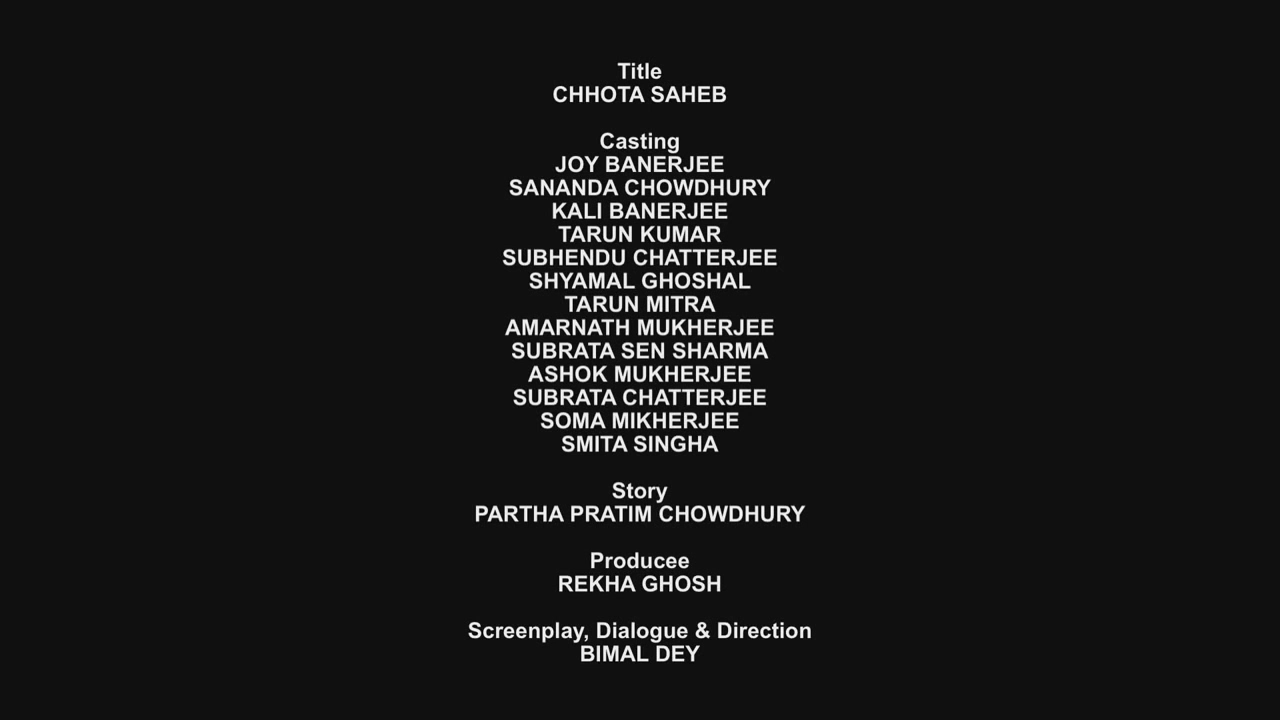 Title
CHHOTA SAHEB
Casting
JOY BANERJEE
SANANDA CHOWDHURY
KALI BANERJEE
TARUN KUMAR
SUBHENDU CHATTERJEE
SHYAMAL GHOSHAL
TARUN MITRA
AMARNATH MUKHERJEE
SUBRATA SEN SHARMA
ASHOK MUKHERJEE
SUBRATA CHATTERJEE
SOMA MIKHERJEE
SMITA SINGHA
Story
PARTHA PRATIM CHOWDHURY
Producee
REKHA GHOSH
Screenplay, Dialogue & Direction
BIMAL DEY